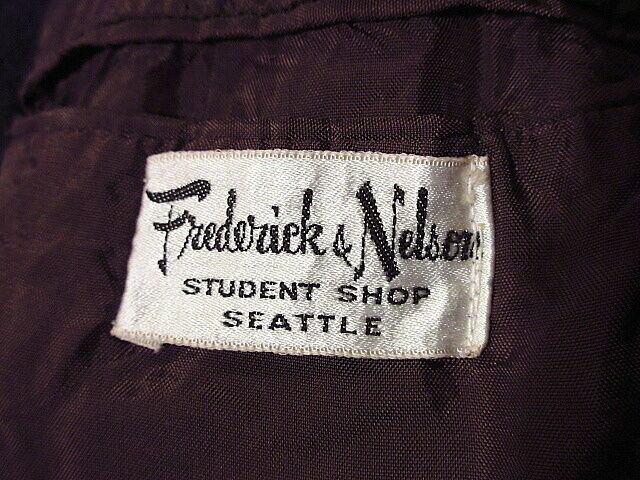 Frederick & Nelson
STUDENT SHOP
SEATTLE